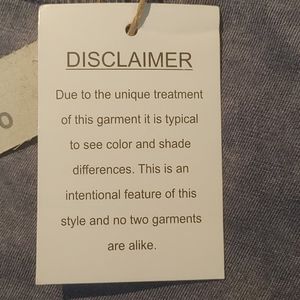 DISCLAIMER
Due to the unique treatment
of this garment it is typical
to see color and shade
differences. This is an
intentional feature of this
style and no two garments
are alike.